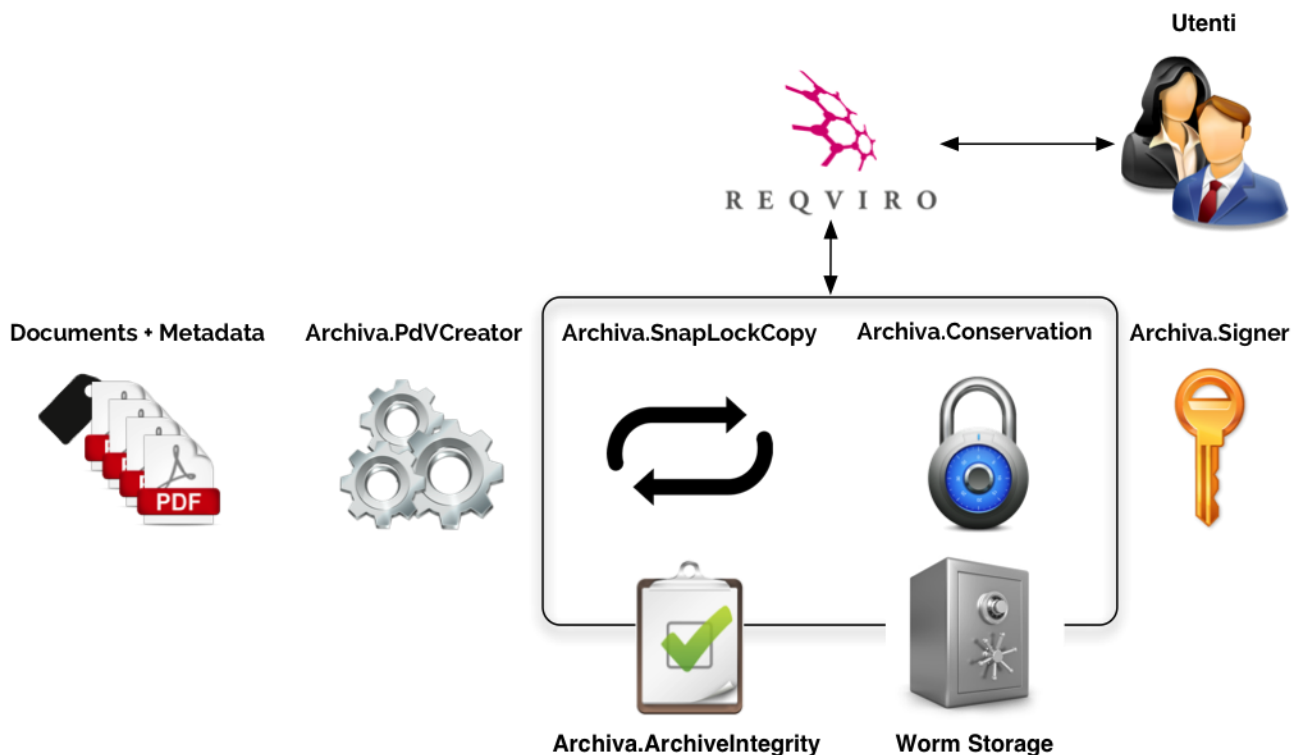 Utenti
REQVIRO
Documents + Metadata
Archiva.PdVCreator
Archiva.SnapLockCopy
Archiva.Conservation
Archiva.Signer
PDF
Archiva.ArchiveIntegrity
Worm Storage